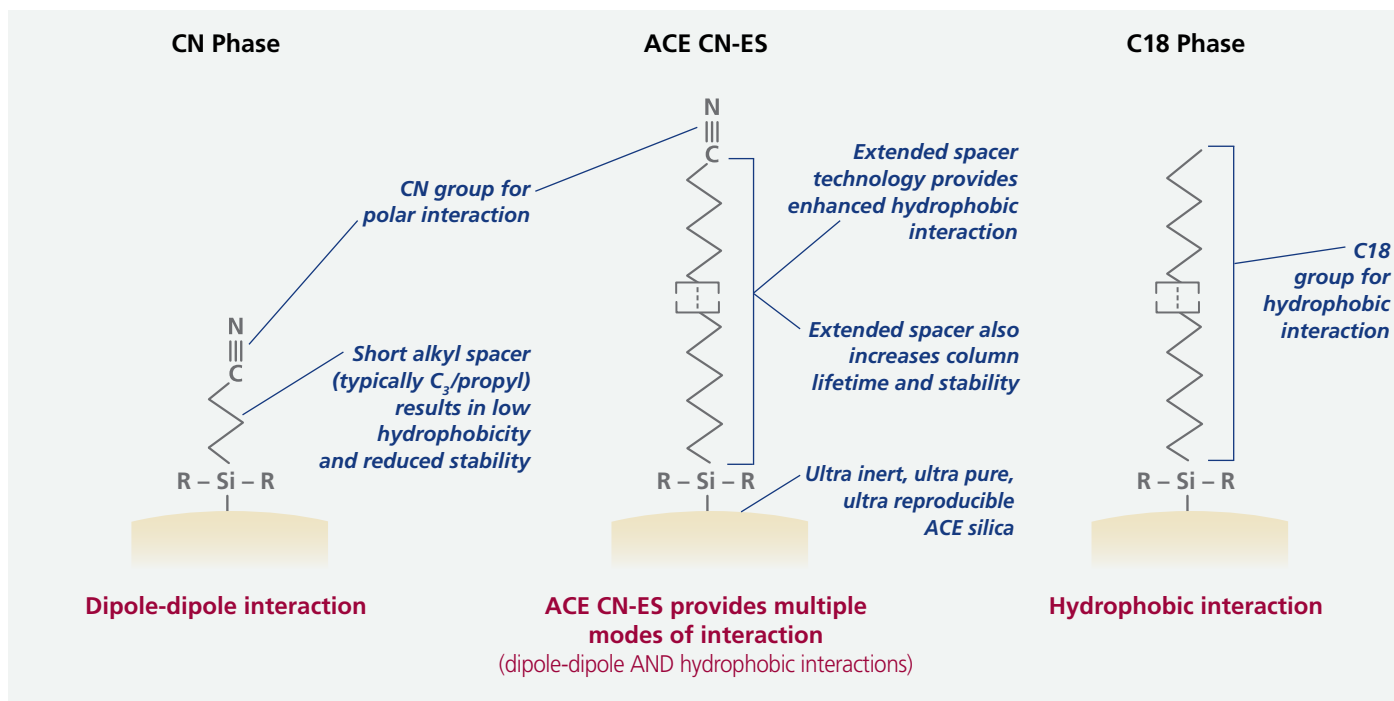 CN Phase
ACE CN-ES
C18 Phase
N
C
CN group for
polar interaction
N
C
Short alkyl spacer
(typically C₃/propyl)
results in low
hydrophobicity
and reduced stability
Extended spacer
technology provides
enhanced hydrophobic
interaction
Extended spacer also
increases column
lifetime and stability
Ultra inert, ultra pure,
ultra reproducible
ACE silica
C18
group for
hydrophobic
interaction
R – Si – R
R – Si – R
R – Si – R
Dipole-dipole interaction
ACE CN-ES provides multiple
modes of interaction
(dipole-dipole AND hydrophobic interactions)
Hydrophobic interaction